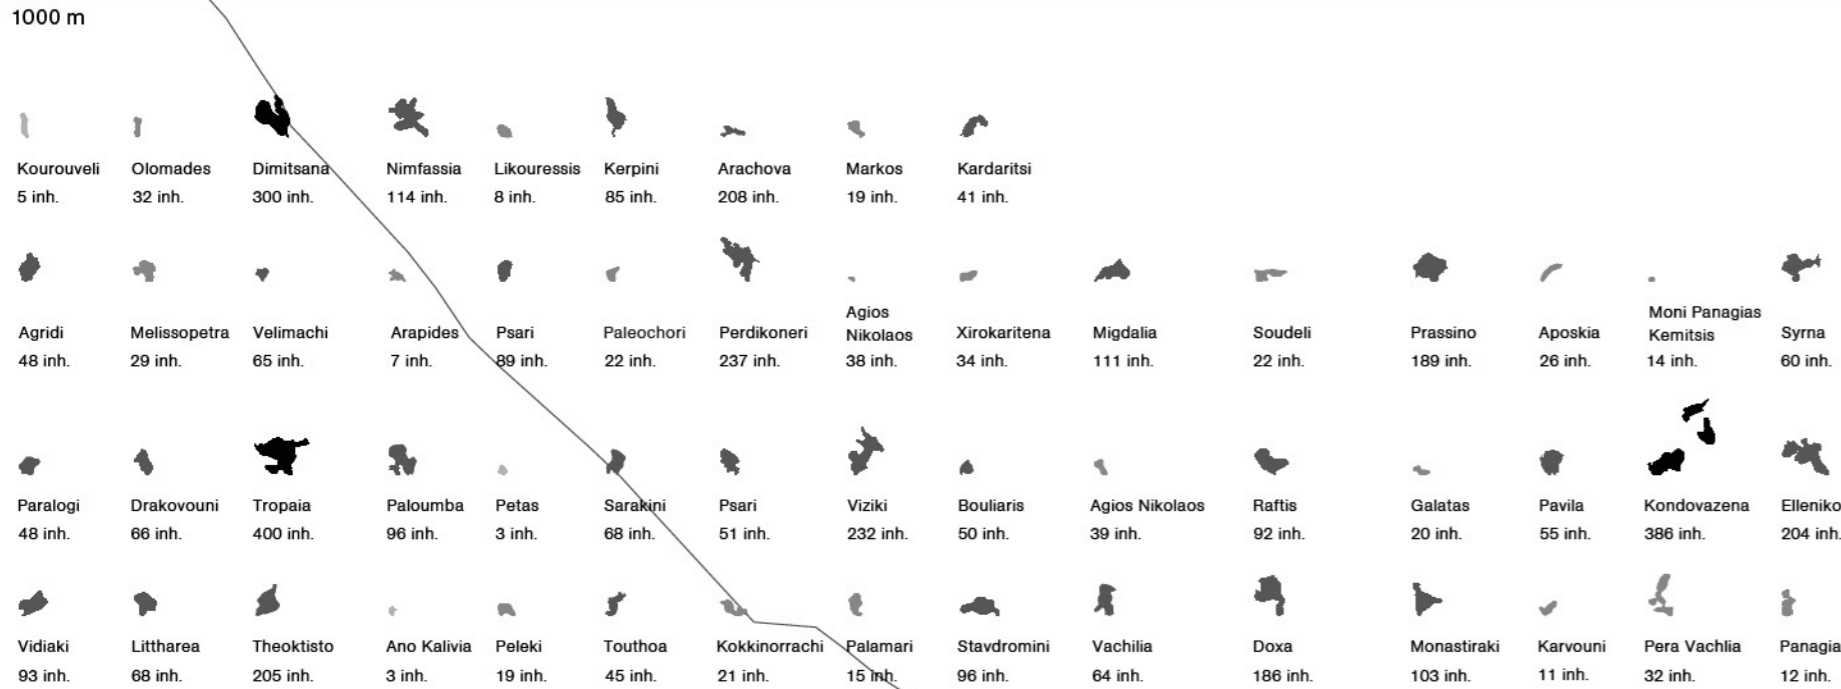 1000 m
Kourouveli Olomades Dimitsana Nimfassia Likouressis Kerpini Arachova Markos Kardaritsi
5 inh. 32 inh. 300 inh. 114 inh. 8 inh. 85 inh. 208 inh. 19 inh. 41 inh.
Agios Moni Panagias
Agridi Melissopetra Velimachi Arapides Psari Paleochori Perdikoneri Nikolaos Xirokaritena Migdalia Soudeli Prassino Aposkia Kemitsis Syrna
48 inh. 29 inh. 65 inh. 7 inh. 89 inh. 22 inh. 237 inh. 38 inh. 34 inh. 111 inh. 22 inh. 189 inh. 26 inh. 14 inh. 60 inh.
Paralogi Drakovouni Tropaia Paloumba Petas Sarakini Psari Viziki Bouliaris Agios Nikolaos Raftis Galatas Pavila Kondovazena Elleniko
48 inh. 66 inh. 400 inh. 96 inh. 3 inh. 68 inh. 51 inh. 232 inh. 50 inh. 39 inh. 92 inh. 20 inh. 55 inh. 386 inh. 204 inh.
Vidiaki Littharea Theoktisto Ano Kalivia Peleki Touthoa Kokkinorrachi Palamari Stavdromini Vachilia Doxa Monastiraki Karvouni Pera Vachlia Panagia
93 inh. 68 inh. 205 inh. 3 inh. 19 inh. 45 inh. 21 inh. 15 inh. 96 inh. 64 inh. 186 inh. 103 inh. 11 inh. 32 inh. 12 inh.